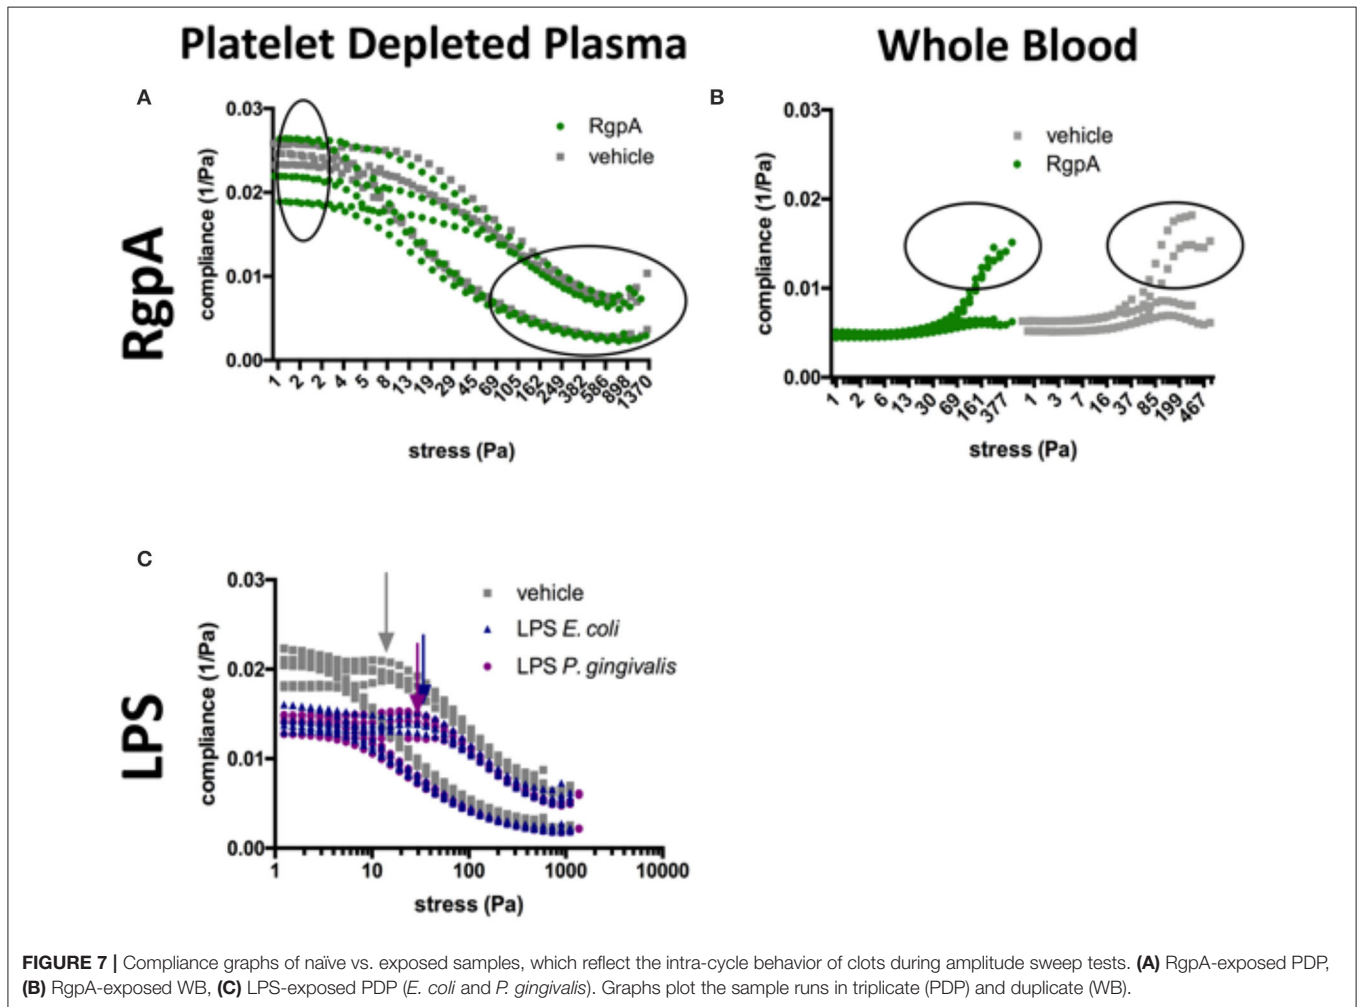 Platelet Depleted Plasma
Whole Blood
A
RgpA
compliance (1/Pa)
0.03
0.02
0.01
0.00
RgpA
vehicle
1 2 2 4 5 8 13 19 29 45 69 105 162 249 382 586 898 1370
stress (Pa)
B
compliance (1/Pa)
0.03
0.02
0.01
0.00
vehicle
RgpA
1 2 6 13 30 69 161 377 1 3 7 16 37 85 199 467
stress (Pa)
C
LPS
compliance (1/Pa)
0.03
0.02
0.01
0.00
vehicle
LPS E. coli
LPS P. gingivalis
1 10 100 1000 10000
stress (Pa)
FIGURE 7 | Compliance graphs of naïve vs. exposed samples, which reflect the intra-cycle behavior of clots during amplitude sweep tests. (A) RgpA-exposed PDP,
(B) RgpA-exposed WB, (C) LPS-exposed PDP (E. coli and P. gingivalis). Graphs plot the sample runs in triplicate (PDP) and duplicate (WB).